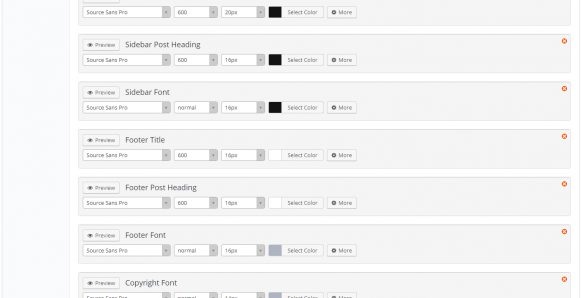 Source Sans Pro 600 20px Select Color More
Preview Sidebar Post Heading
Source Sans Pro 600 16px Select Color More
Preview Sidebar Font
Source Sans Pro normal 16px Select Color More
Preview Footer Title
Source Sans Pro 600 16px Select Color More
Preview Footer Post Heading
Source Sans Pro 600 16px Select Color More
Preview Footer Font
Source Sans Pro normal 16px Select Color More
Preview Copyright Font